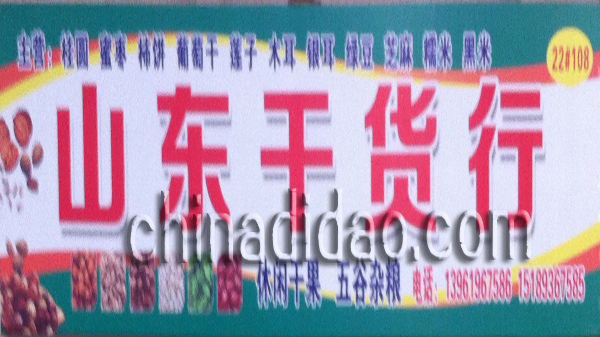 主营：桂圆 蜜枣 柿饼 葡萄干 莲子 木耳 银耳 绿豆 芝麻 糯米 黑米
22#108
山东干货行
chinadidao.com
休闲干果 五谷杂粮 电话：13961967586 15189367585